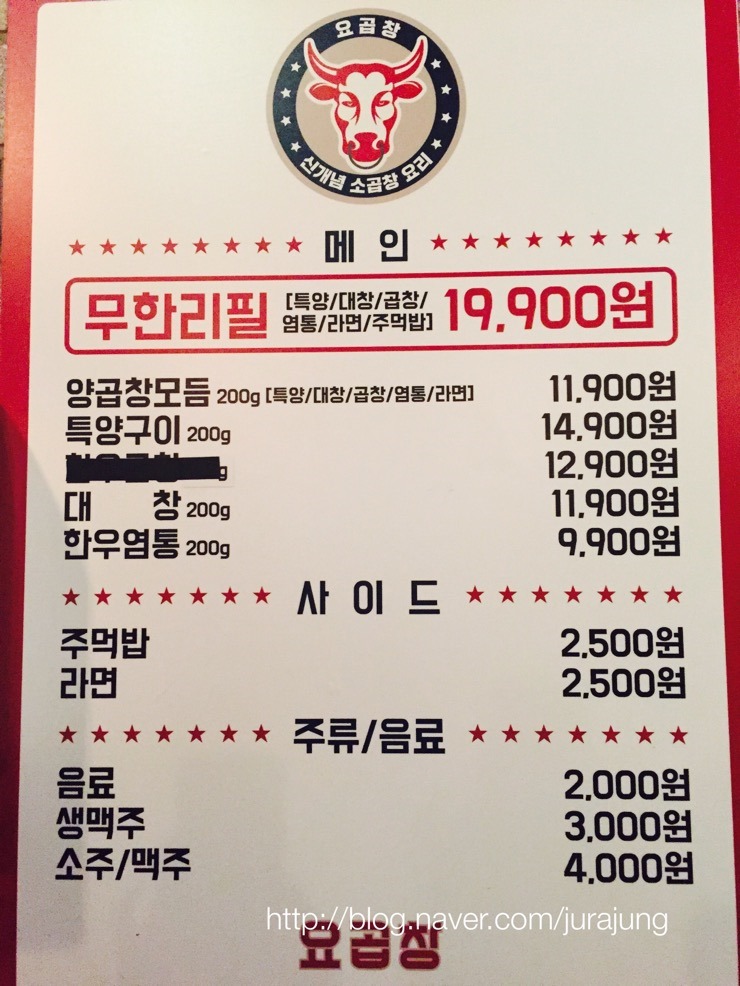 요곱창
신개념 소곱창 요리
메 인
무한리필 [특양/대창/곱창/염통/라면/주먹밥] 19,900원
양곱창모듬 200g [특양/대창/곱창/염통/라면] 11,900원
특양구이 200g 14,900원
g 12,900원
대 창 200g 11,900원
한우염통 200g 9,900원
사 이 드
주먹밥 2,500원
라면 2,500원
주류/음료
음료 2,000원
생맥주 3,000원
소주/맥주 4,000원
http://blog.naver.com/jurajung
요곱창